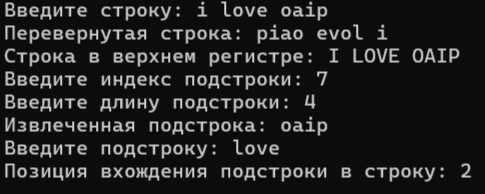 Введите строку: i love oaip
Перевернутая строка: piao evol i
Строка в верхнем регистре: I LOVE OAIP
Введите индекс подстроки: 7
Введите длину подстроки: 4
Извлеченная подстрока: oaip
Введите подстроку: love
Позиция вхождения подстроки в строку: 2